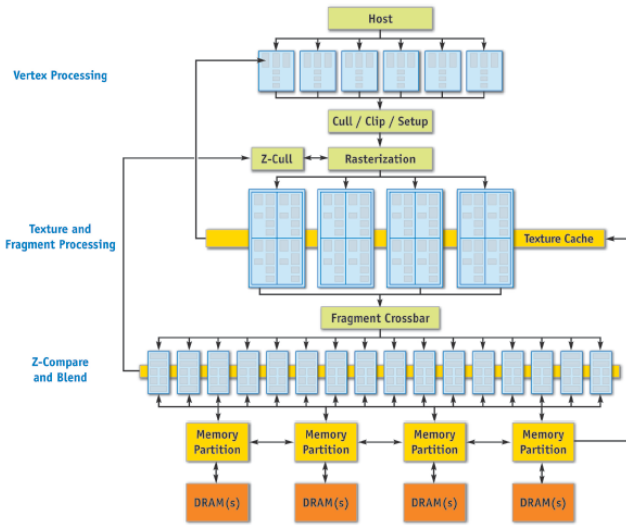 Host
Vertex Processing
Cull / Clip / Setup
Z-Cull
Rasterization
Texture and
Fragment Processing
Texture Cache
Fragment Crossbar
Z-Compare
and Blend
Memory
Partition
Memory
Partition
Memory
Partition
Memory
Partition
DRAM(s)
DRAM(s)
DRAM(s)
DRAM(s)